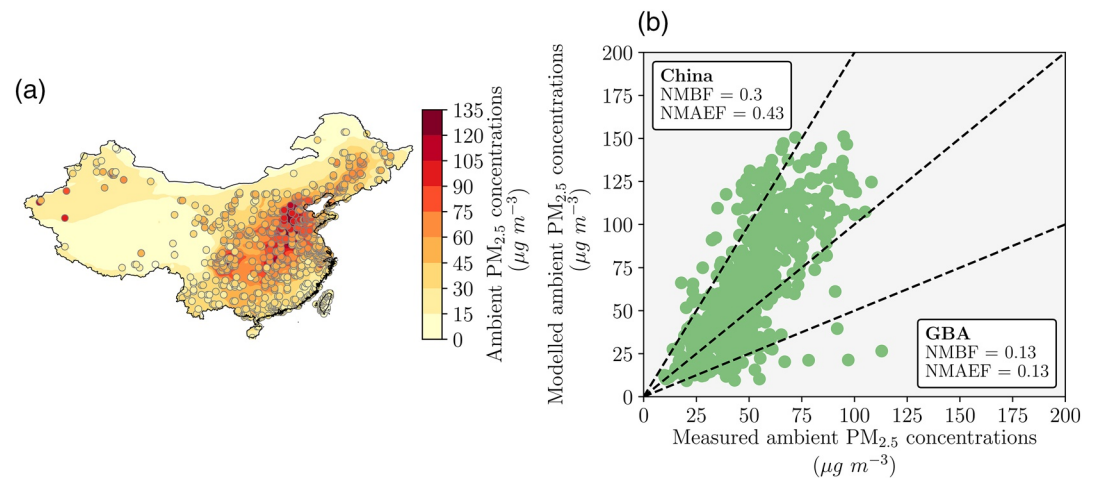 (a)
135
120
105
90
75
60
45
30
15
0
Ambient PM2.5 concentrations
(μg m−3)
(b)
Modelled ambient PM2.5 concentrations
(μg m−3)
200
175
150
125
100
75
50
25
0
China
NMBF = 0.3
NMAEF = 0.43
GBA
NMBF = 0.13
NMAEF = 0.13
0 25 50 75 100 125 150 175 200
Measured ambient PM2.5 concentrations
(μg m−3)